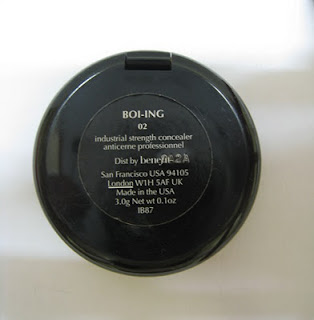 BOI-ING
02
industrial strength concealer
anticerne professionnel
Dist by benefit
San Francisco USA 94105
London W1H 5AF UK
Made in the USA
3.0g Net wt 0.1oz
IB87